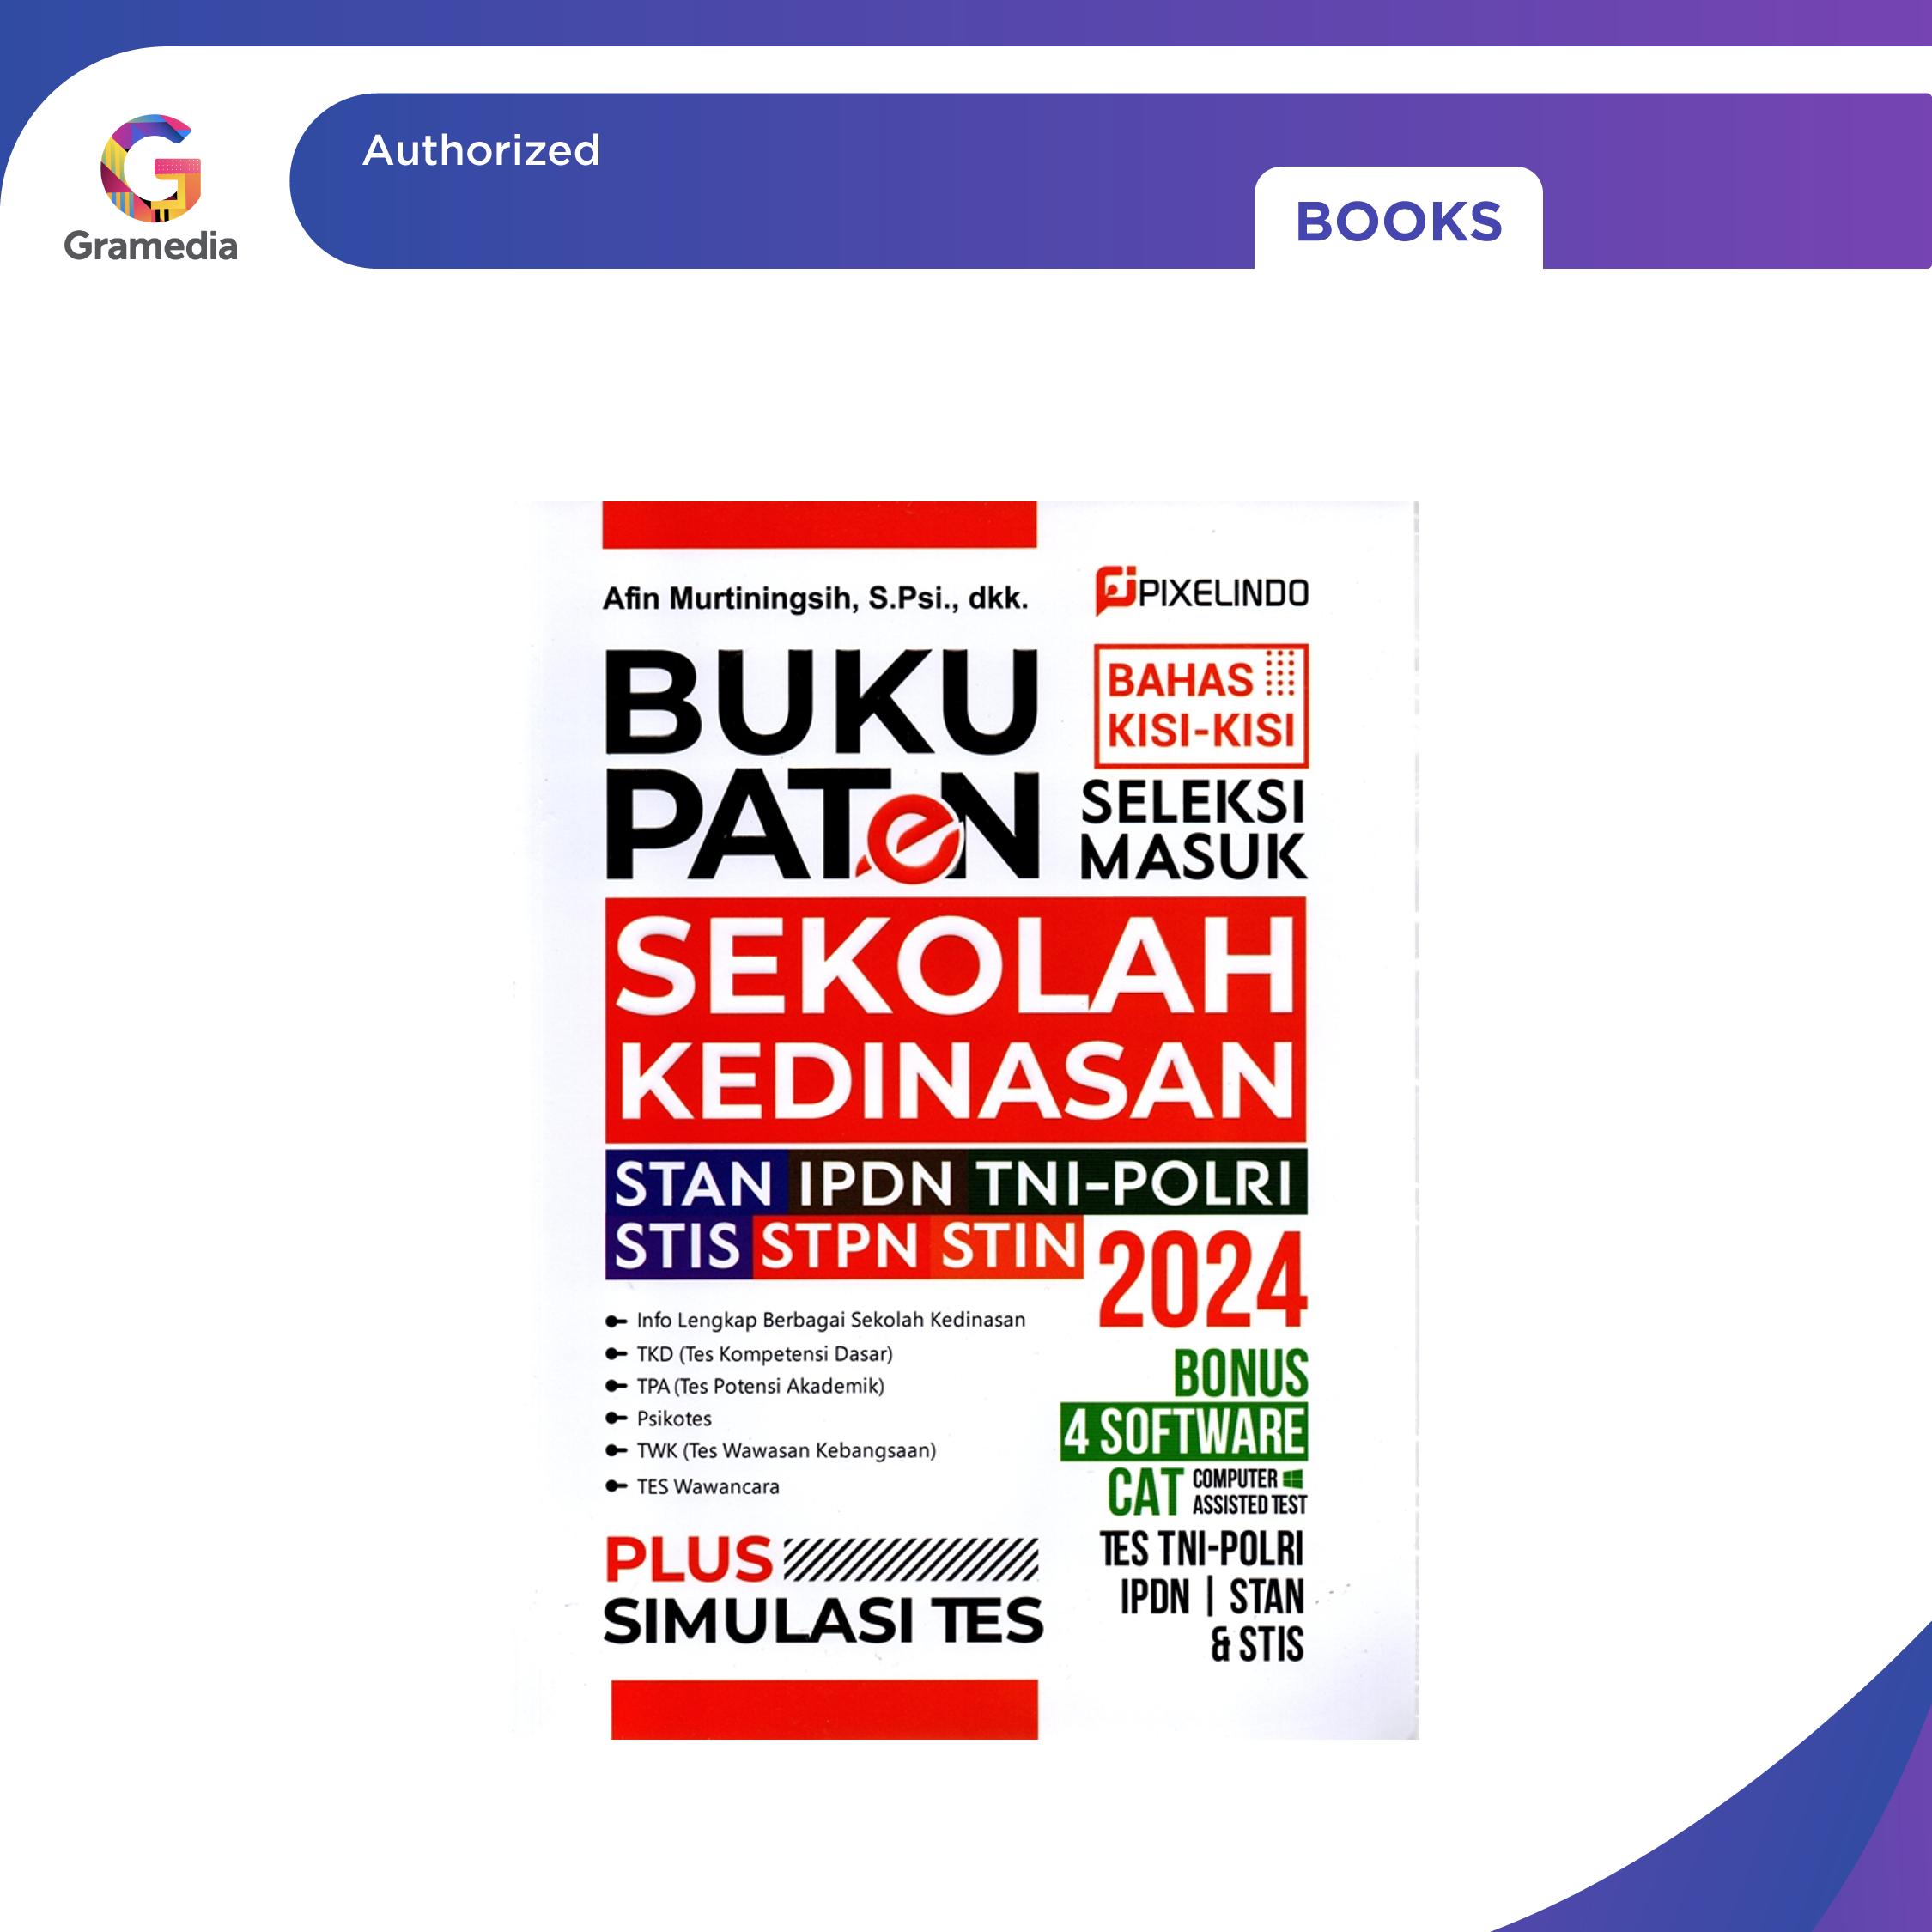 Gramedia
Authorized
BOOKS
Afin Murtiningsih, S.Psi., dkk.
PIXELINDO
BUKU
PATeN
BAHAS
KISI-KISI
SELEKSI
MASUK
SEKOLAH
KEDINASAN
STAN IPDN TNI-POLRI
STIS STPN STIN
2024
Info Lengkap Berbagai Sekolah Kedinasan
TKD (Tes Kompetensi Dasar)
TPA (Tes Potensi Akademik)
Psikotes
TWK (Tes Wawasan Kebangsaan)
TES Wawancara
PLUS
SIMULASI TES
BONUS
4 SOFTWARE
CAT COMPUTER
ASSISTED TEST
TES TNI-POLRI
IPDN | STAN
& STIS